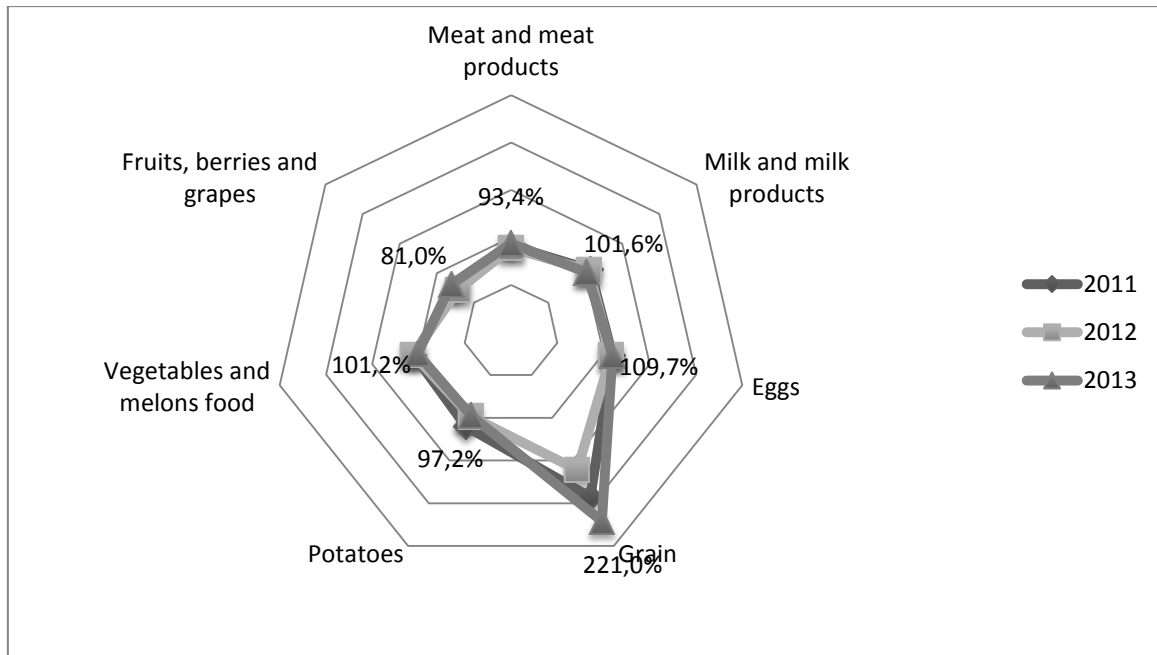 Meat and meat
products
Fruits, berries and
grapes
Milk and milk
products
93,4%
81,0%
101,6%
2011
2012
2013
Vegetables and
melons food
101,2%
109,7%
Eggs
97,2%
Potatoes
Grain
221,0%